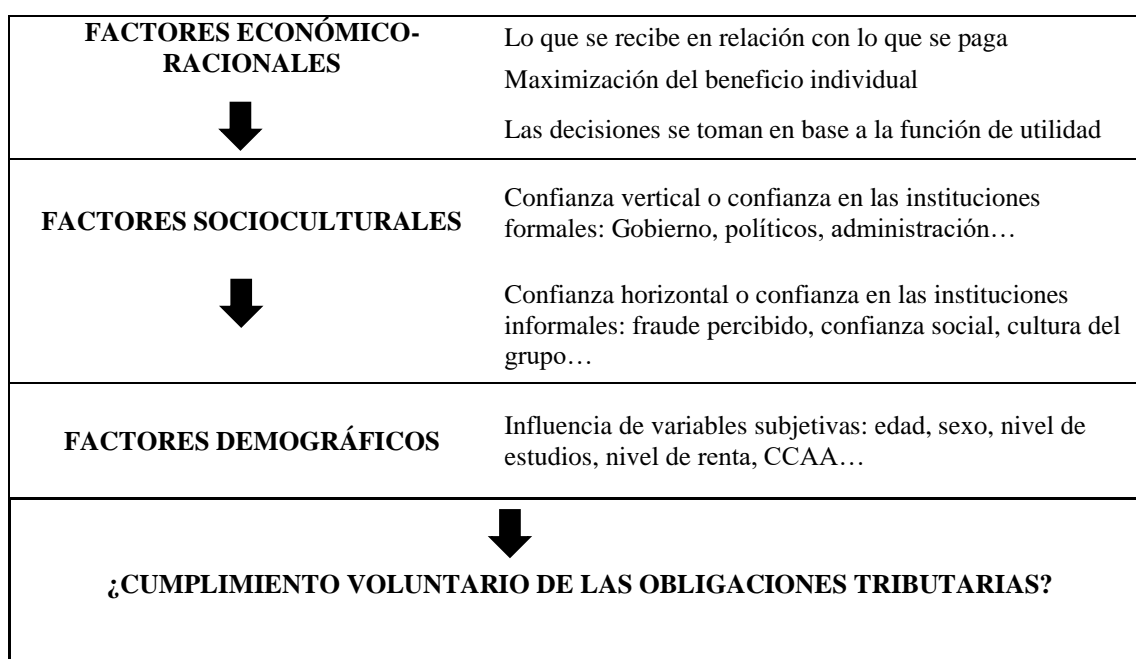 FACTORES ECONÓMICO-
RACIONALES
Lo que se recibe en relación con lo que se paga
Maximización del beneficio individual
Las decisiones se toman en base a la función de utilidad
FACTORES SOCIOCULTURALES
Confianza vertical o confianza en las instituciones
formales: Gobierno, políticos, administración…
Confianza horizontal o confianza en las instituciones
informales: fraude percibido, confianza social, cultura del
grupo…
FACTORES DEMOGRÁFICOS
Influencia de variables subjetivas: edad, sexo, nivel de
estudios, nivel de renta, CCAA…
¿CUMPLIMIENTO VOLUNTARIO DE LAS OBLIGACIONES TRIBUTARIAS?